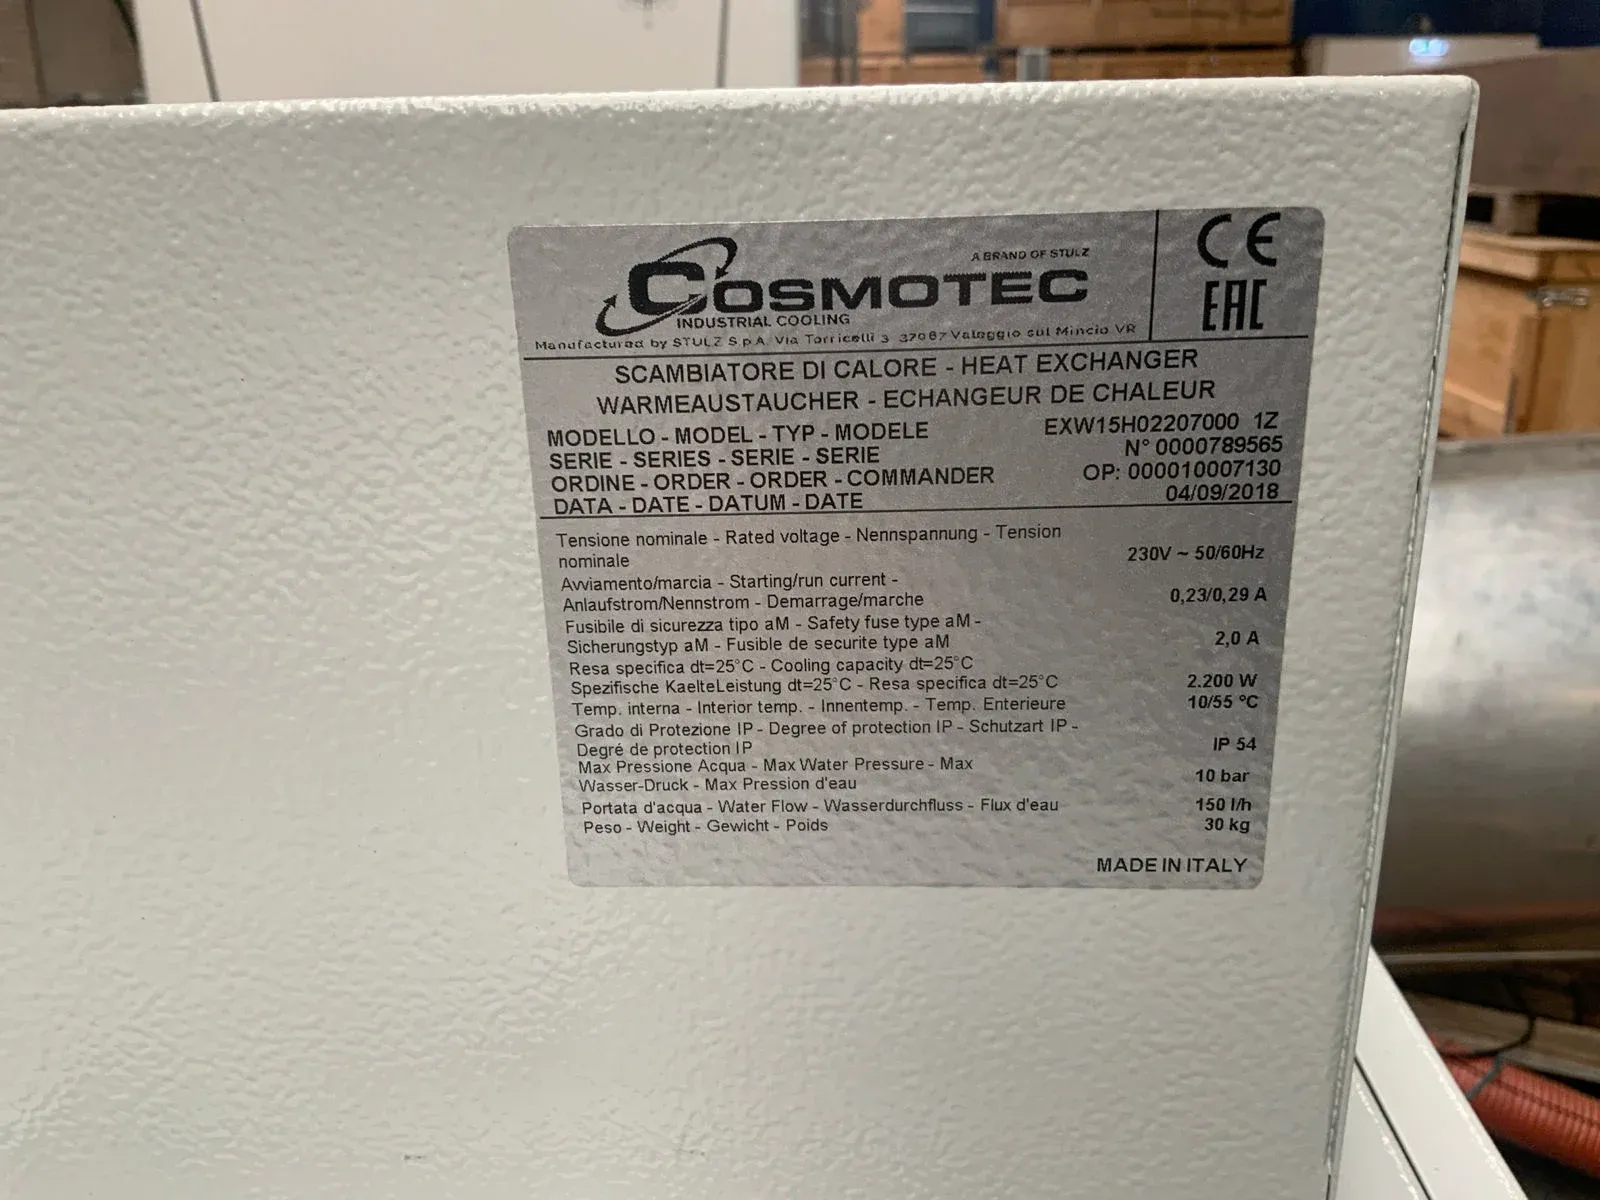 A BRAND OF STULZ
COSMOTEC
INDUSTRIAL COOLING
CE
EAC
Manufactured by STULZ S.p.A. Via Torricelli 3 37067 Valeggio sul Mincio VR
SCAMBIATORE DI CALORE - HEAT EXCHANGER
WARMEAUSTAUCHER - ECHANGEUR DE CHALEUR
MODELLO - MODEL - TYP - MODELE EXW15H02207000 1Z
SERIE - SERIES - SERIE - SERIE N° 0000789565
ORDINE - ORDER - ORDER - COMMANDER OP: 000010007130
DATA - DATE - DATUM - DATE 04/09/2018
Tensione nominale - Rated voltage - Nennspannung - Tension
nominale 230V ~ 50/60Hz
Avviamento/marcia - Starting/run current -
Anlaufstrom/Nennstrom - Demarrage/marche 0,23/0,29 A
Fusibile di sicurezza tipo aM - Safety fuse type aM -
Sicherungstyp aM - Fusible de securite type aM 2,0 A
Resa specifica dt=25°C - Cooling capacity dt=25°C
Spezifische KaelteLeistung dt=25°C - Resa specifica dt=25°C 2.200 W
Temp. interna - Interior temp. - Innentemp. - Temp. Enterieure 10/55 °C
Grado di Protezione IP - Degree of protection IP - Schutzart IP -
Degré de protection IP IP 54
Max Pressione Acqua - Max Water Pressure - Max
Wasser-Druck - Max Pression d'eau 10 bar
Portata d'acqua - Water Flow - Wasserdurchfluss - Flux d'eau 150 l/h
Peso - Weight - Gewicht - Poids 30 kg
MADE IN ITALY